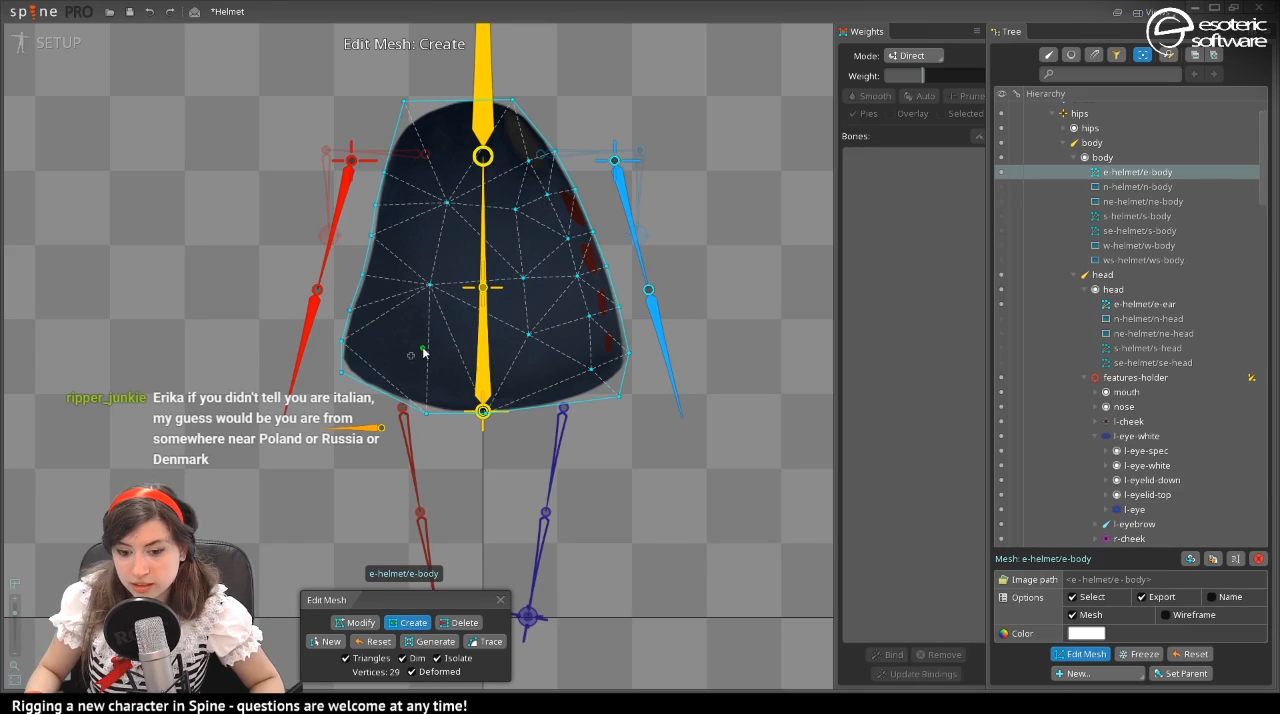 spine PRO
*Helmet
Views
esoteric
software
SETUP
Edit Mesh: Create
Weights
Mode: Direct
Weight:
Smooth Auto Prune
Pies Overlay Selected
Bones:
Bind Remove
Update Bindings
Tree
Hierarchy
hips
hips
body
body
e-helmet/e-body
n-helmet/n-body
ne-helmet/ne-body
s-helmet/s-body
se-helmet/s-body
w-helmet/w-body
ws-helmet/ws-body
head
head
e-helmet/e-ear
n-helmet/n-head
ne-helmet/ne-head
s-helmet/s-head
se-helmet/se-head
features-holder
mouth
nose
l-cheek
l-eye-white
l-eye-spec
l-eye-white
l-eyelid-down
l-eyelid-top
l-eye
l-eyebrow
r-cheek
Mesh: e-helmet/e-body
Image path <e-helmet/e-body>
Options Select Export Name
Mesh Wireframe
Color
Edit Mesh Freeze Reset
New... Set Parent
ripper_junkie Erika if you didn't tell you are italian,
my guess would be you are from
somewhere near Poland or Russia or
Denmark
e-helmet/e-body
Edit Mesh
Modify Create Delete
New Reset Generate Trace
Triangles Dim Isolate
Vertices: 29 Deformed
Rigging a new character in Spine - questions are welcome at any time!